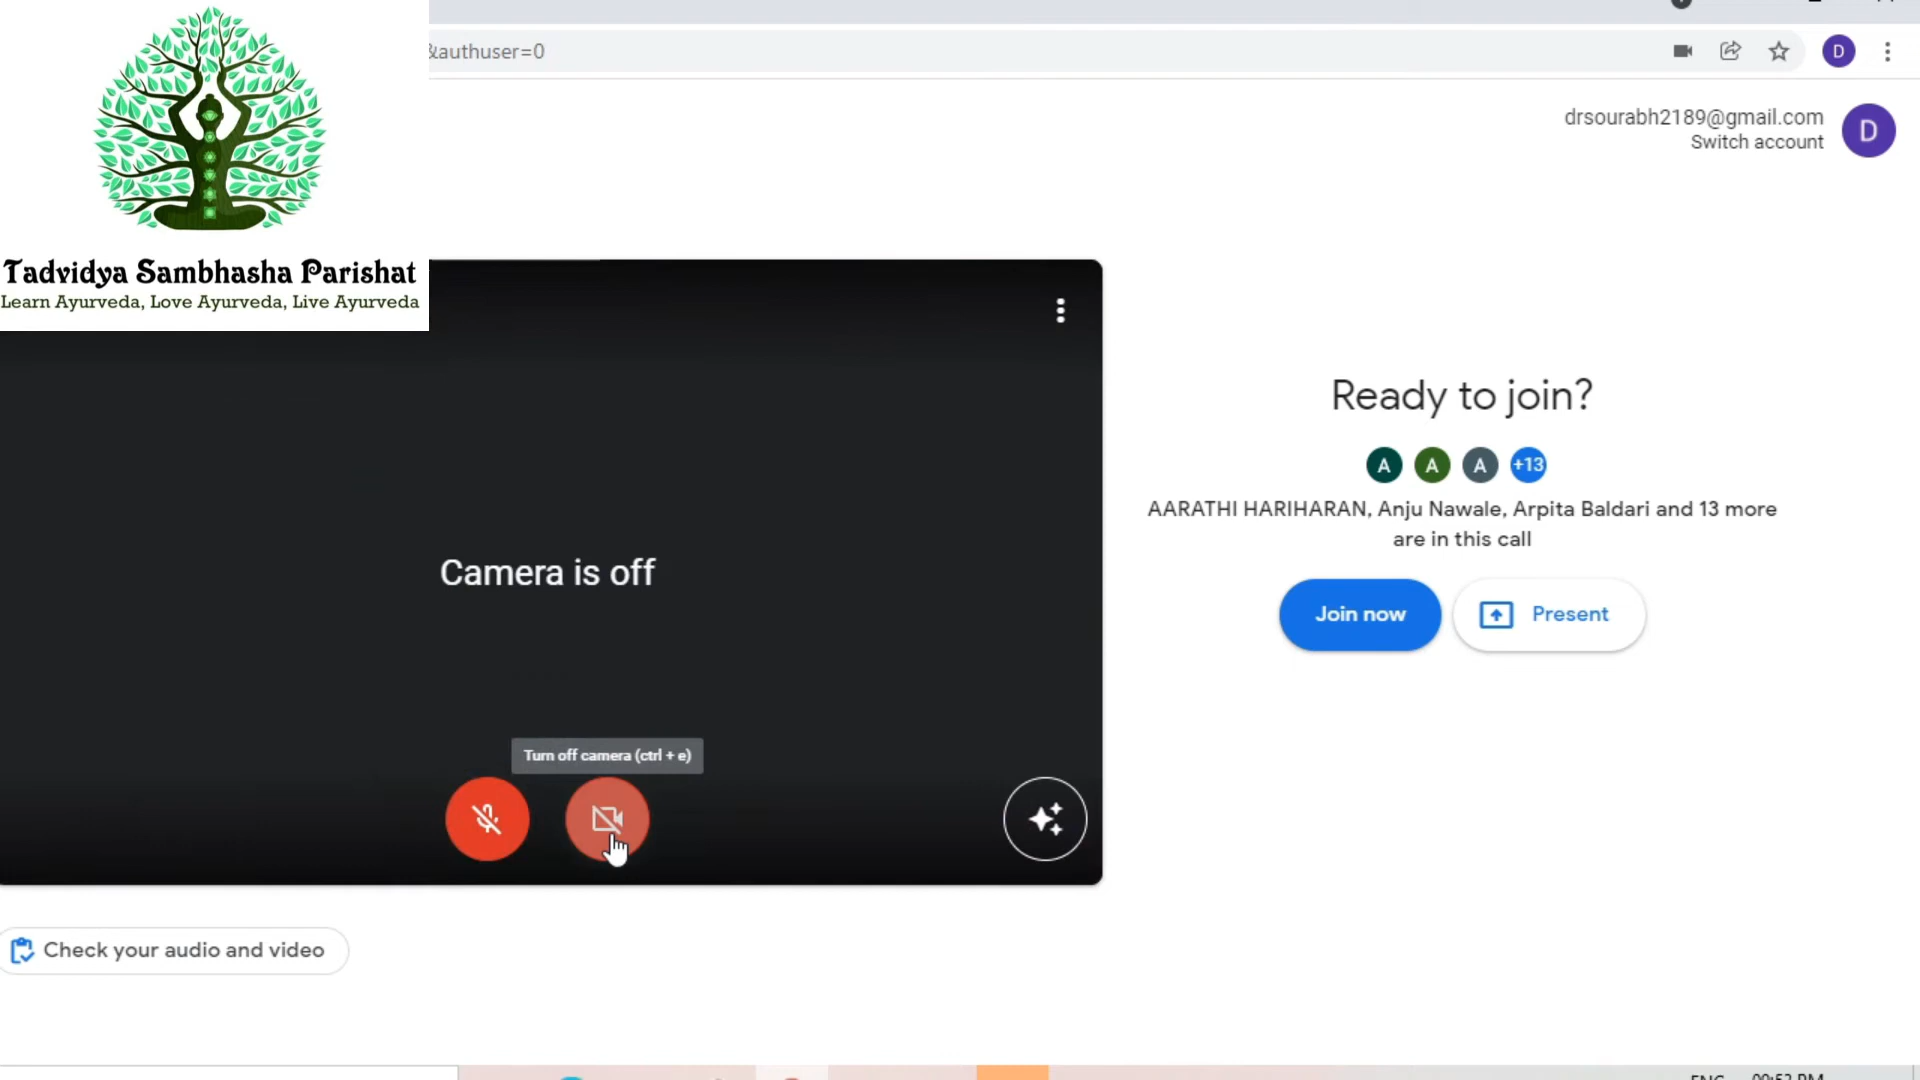 &authuser=0
D
drsourabh2189@gmail.com
Switch account
D
Tadvidya Sambhasha Parishat
Learn Ayurveda, Love Ayurveda, Live Ayurveda
Camera is off
Turn off camera (ctrl + e)
Ready to join?
A A A +13
AARATHI HARIHARAN, Anju Nawale, Arpita Baldari and 13 more
are in this call
Join now
Present
Check your audio and video